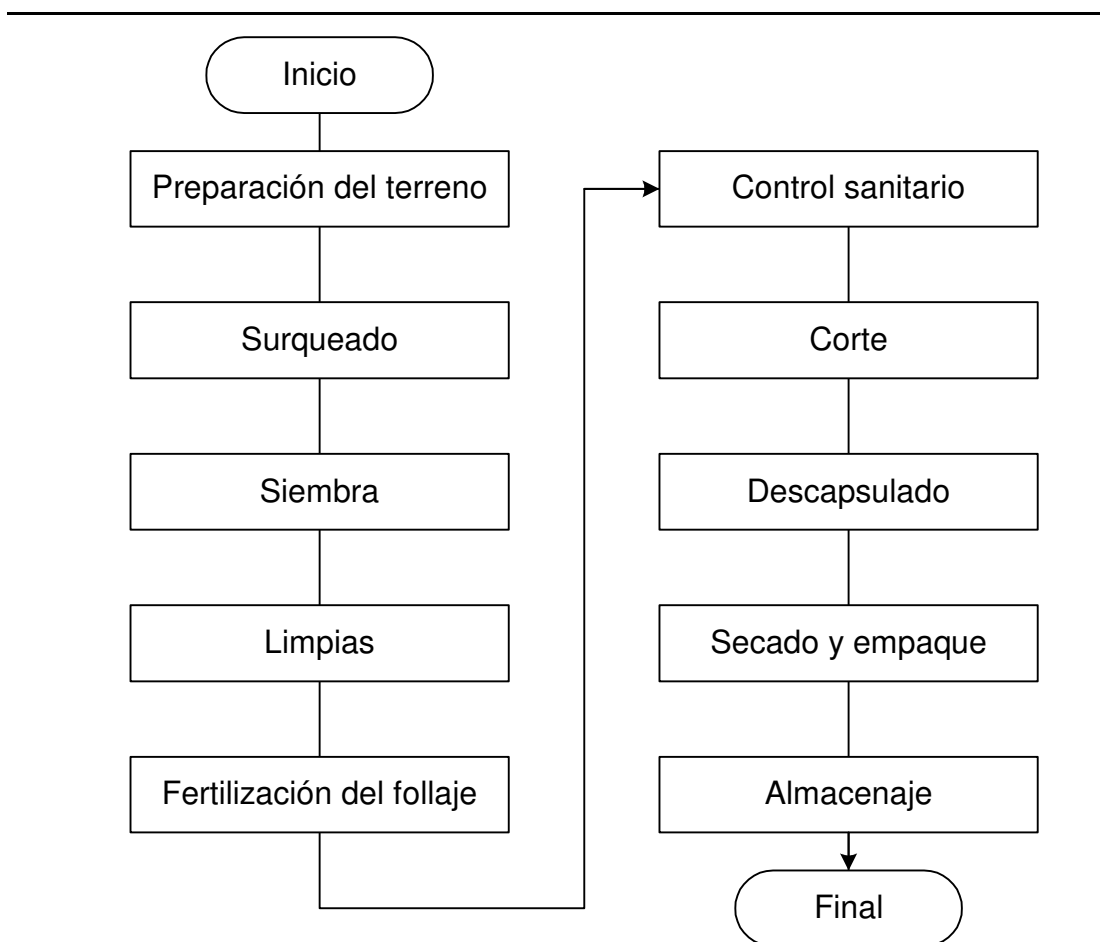 Inicio
Preparación del terreno
Surqueado
Siembra
Limpias
Fertilización del follaje
Control sanitario
Corte
Descapsulado
Secado y empaque
Almacenaje
Final